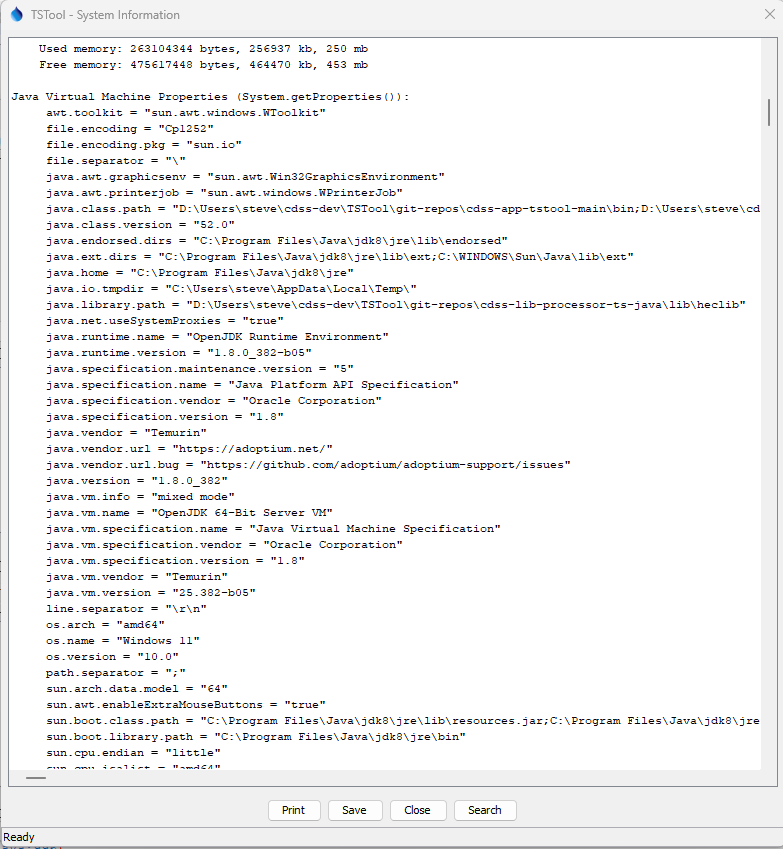 TSTool - System Information
Used memory: 263104344 bytes, 256937 kb, 250 mb
Free memory: 475617448 bytes, 464470 kb, 453 mb
Java Virtual Machine Properties (System.getProperties()):
awt.toolkit = "sun.awt.windows.WToolkit"
file.encoding = "Cp1252"
file.encoding.pkg = "sun.io"
file.separator = "\"
java.awt.graphicsenv = "sun.awt.Win32GraphicsEnvironment"
java.awt.printerjob = "sun.awt.windows.WPrinterJob"
java.class.path = "D:\Users\steve\cdss-dev\TSTool\git-repos\cdss-app-tstool-main\bin;D:\Users\steve\cd
java.class.version = "52.0"
java.endorsed.dirs = "C:\Program Files\Java\jdk8\jre\lib\endorsed"
java.ext.dirs = "C:\Program Files\Java\jdk8\jre\lib\ext;C:\WINDOWS\Sun\Java\lib\ext"
java.home = "C:\Program Files\Java\jdk8\jre"
java.io.tmpdir = "C:\Users\steve\AppData\Local\Temp\"
java.library.path = "D:\Users\steve\cdss-dev\TSTool\git-repos\cdss-lib-processor-ts-java\lib\heclib"
java.net.useSystemProxies = "true"
java.runtime.name = "OpenJDK Runtime Environment"
java.runtime.version = "1.8.0_382-b05"
java.specification.maintenance.version = "5"
java.specification.name = "Java Platform API Specification"
java.specification.vendor = "Oracle Corporation"
java.specification.version = "1.8"
java.vendor = "Temurin"
java.vendor.url = "https://adoptium.net/"
java.vendor.url.bug = "https://github.com/adoptium/adoptium-support/issues"
java.version = "1.8.0_382"
java.vm.info = "mixed mode"
java.vm.name = "OpenJDK 64-Bit Server VM"
java.vm.specification.name = "Java Virtual Machine Specification"
java.vm.specification.vendor = "Oracle Corporation"
java.vm.specification.version = "1.8"
java.vm.vendor = "Temurin"
java.vm.version = "25.382-b05"
line.separator = "\r\n"
os.arch = "amd64"
os.name = "Windows 11"
os.version = "10.0"
path.separator = ";"
sun.arch.data.model = "64"
sun.awt.enableExtraMouseButtons = "true"
sun.boot.class.path = "C:\Program Files\Java\jdk8\jre\lib\resources.jar;C:\Program Files\Java\jdk8\jre
sun.boot.library.path = "C:\Program Files\Java\jdk8\jre\bin"
sun.cpu.endian = "little"
sun.cpu.isalist = "amd64"
Print Save Close Search
Ready